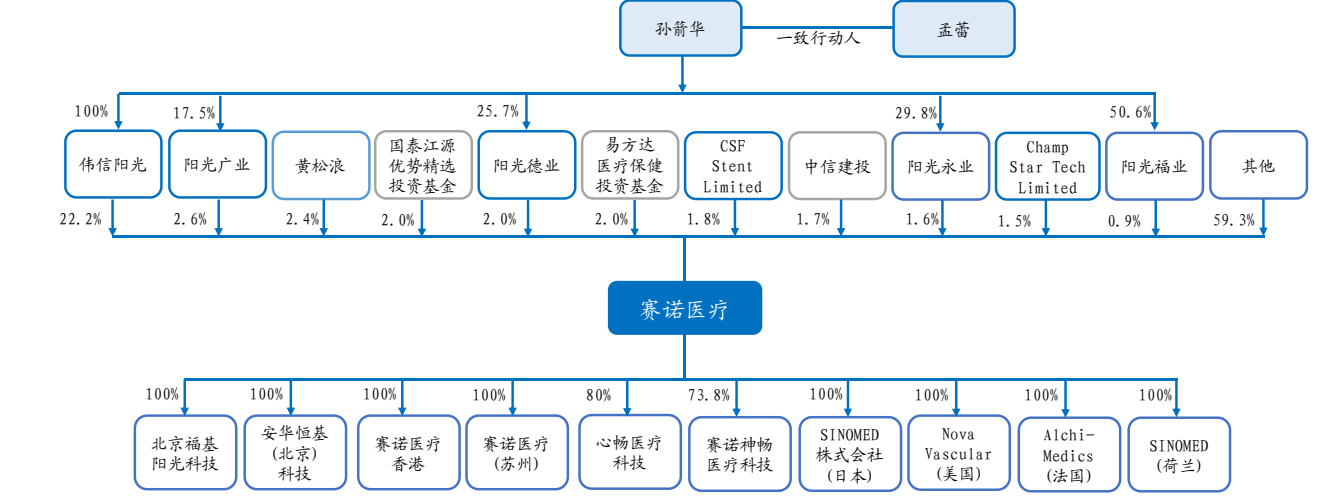 孙箭华
一致行动人
孟蕾
100%
17.5%
25.7%
29.8%
50.6%
伟信阳光
阳光广业
黄松浪
国泰江源
优势精选
投资基金
阳光德业
易方达
医疗保健
投资基金
CSF
Stent
Limited
中信建投
阳光永业
Champ
Star Tech
Limited
阳光福业
其他
22.2%
2.6%
2.4%
2.0%
2.0%
2.0%
1.8%
1.7%
1.6%
1.5%
0.9%
59.3%
赛诺医疗
100%
100%
100%
100%
80%
73.8%
100%
100%
100%
100%
北京福基
阳光科技
安华恒基
(北京)
科技
赛诺医疗
香港
赛诺医疗
(苏州)
心畅医疗
科技
赛诺神畅
医疗科技
SINOMED
株式会社
(日本)
Nova
Vascular
(美国)
Alchi-
Medics
(法国)
SINOMED
(荷兰)